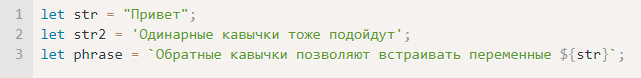 1 let str = "Привет";
2 let str2 = 'Одинарные кавычки тоже подойдут';
3 let phrase = `Обратные кавычки позволяют встраивать переменные ${str}`;